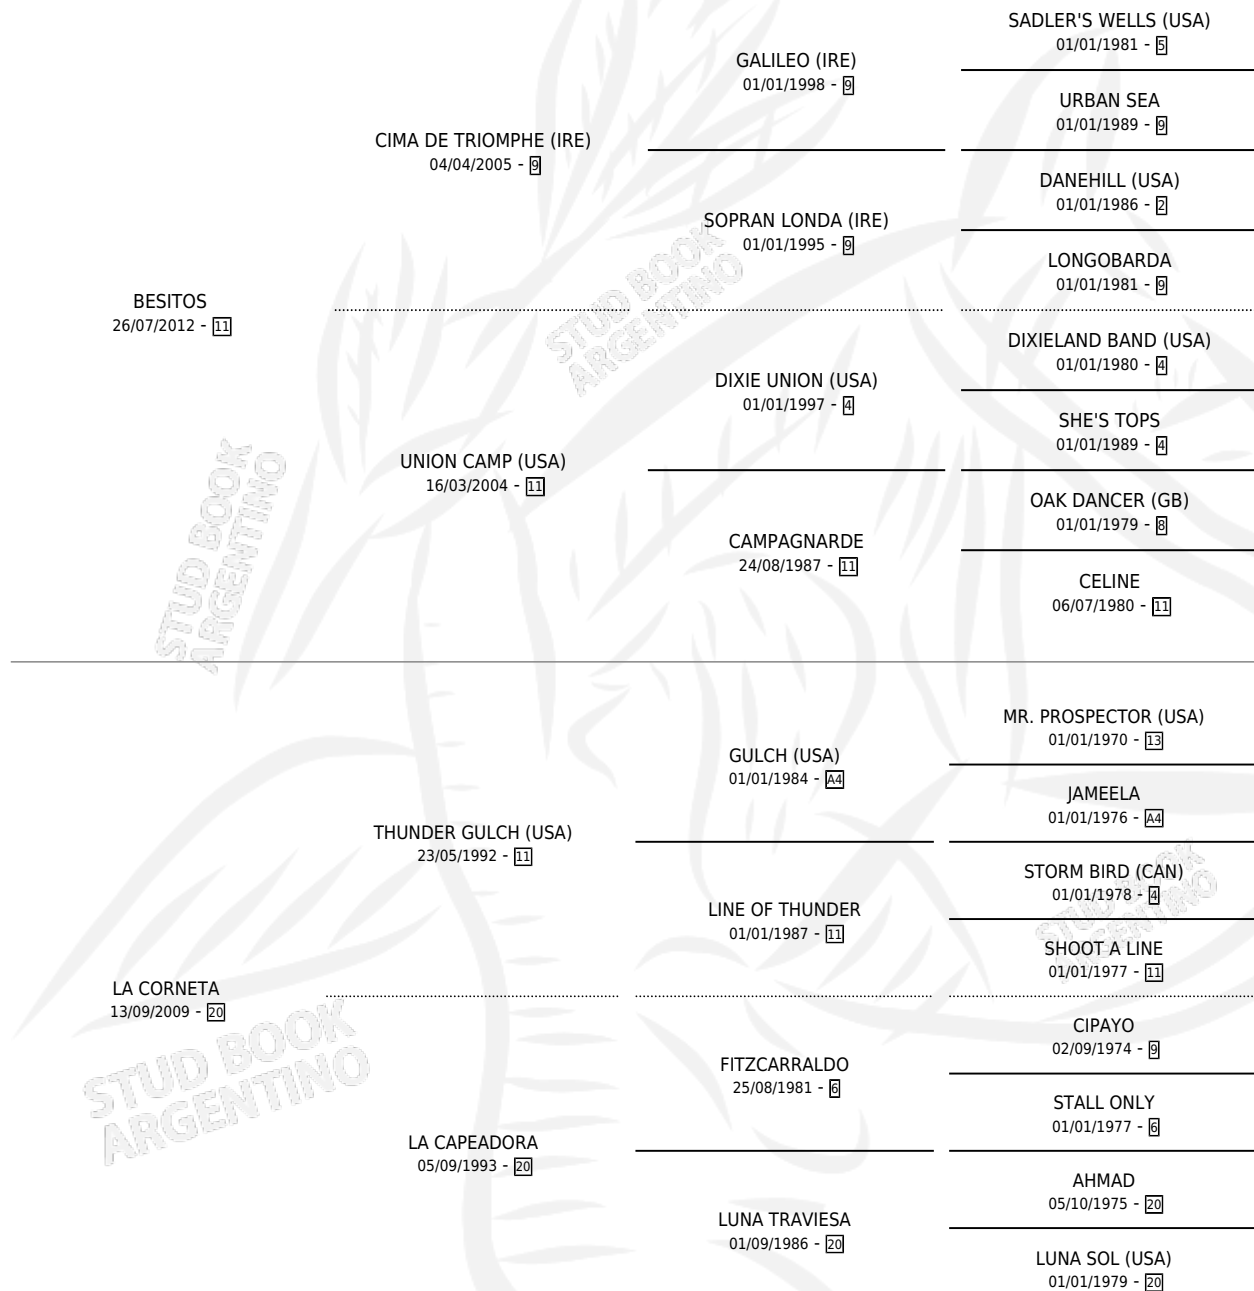 SADLER'S WELLS (USA)
01/01/1981 - 5
GALILEO (IRE)
01/01/1998 - 9
URBAN SEA
01/01/1989 - 9
CIMA DE TRIOMPHE (IRE)
04/04/2005 - 9
DANEHILL (USA)
01/01/1986 - 2
SOPRAN LONDA (IRE)
01/01/1995 - 9
LONGOBARDA
01/01/1981 - 9
BESITOS
26/07/2012 - 11
DIXIELAND BAND (USA)
01/01/1980 - 4
DIXIE UNION (USA)
01/01/1997 - 4
SHE'S TOPS
01/01/1989 - 4
UNION CAMP (USA)
16/03/2004 - 11
OAK DANCER (GB)
01/01/1979 - 8
CAMPAGNARDE
24/08/1987 - 11
CELINE
06/07/1980 - 11
MR. PROSPECTOR (USA)
01/01/1970 - 13
GULCH (USA)
01/01/1984 - A4
JAMEELA
01/01/1976 - A4
THUNDER GULCH (USA)
23/05/1992 - 11
STORM BIRD (CAN)
01/01/1978 - 4
LINE OF THUNDER
01/01/1987 - 11
SHOOT A LINE
01/01/1977 - 11
LA CORNETA
13/09/2009 - 20
CIPAYO
02/09/1974 - 9
FITZCARRALDO
25/08/1981 - 6
STALL ONLY
01/01/1977 - 6
LA CAPEADORA
05/09/1993 - 20
AHMAD
05/10/1975 - 20
LUNA TRAVIESA
01/09/1986 - 20
LUNA SOL (USA)
01/01/1979 - 20
STUD BOOK
ARGENTINO
STUD BOOK
ARGENTINO
STUD BOOK
ARGENTINO
STUD BOOK
ARGENTINO